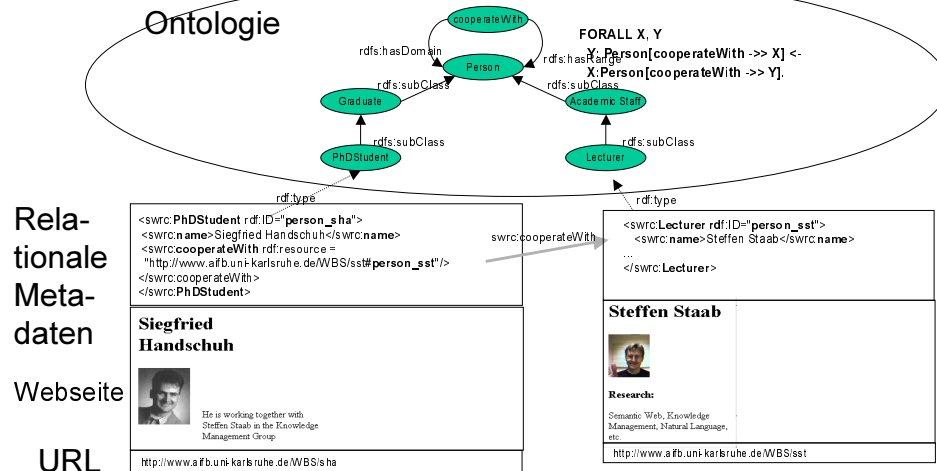 Ontologie
cooperateWith
FORALL X, Y
Y: Person[cooperateWith ->> X] <-
X:Person[cooperateWith ->> Y].
rdfs:hasDomain
rdfs:hasRange
Person
rdfs:subClass
rdfs:subClass
Graduate
Academic Staff
rdfs:subClass
rdfs:subClass
PhDStudent
Lecturer
rdf:type
rdf:type
Rela-
tionale
Meta-
daten
<swrc:PhDStudent rdf:ID="person_sha">
<swrc:name>Siegfried Handschuh</swrc:name>
<swrc:cooperateWith rdf:resource =
"http://www.aifb.uni-karlsruhe.de/WBS/sst#person_sst"/>
</swrc:cooperateWith>
</swrc:PhDStudent>
swrc:cooperateWith
<swrc:Lecturer rdf:ID="person_sst">
<swrc:name>Steffen Staab</swrc:name>
...
</swrc:Lecturer>
Webseite
Siegfried
Handschuh
He is working together with
Steffen Staab in the Knowledge
Management Group
Steffen Staab
Research:
Semantic Web, Knowledge
Management, Natural Language,
etc.
URL
http://www.aifb.uni-karlsruhe.de/WBS/sha
http://www.aifb.uni-karlsruhe.de/WBS/sst